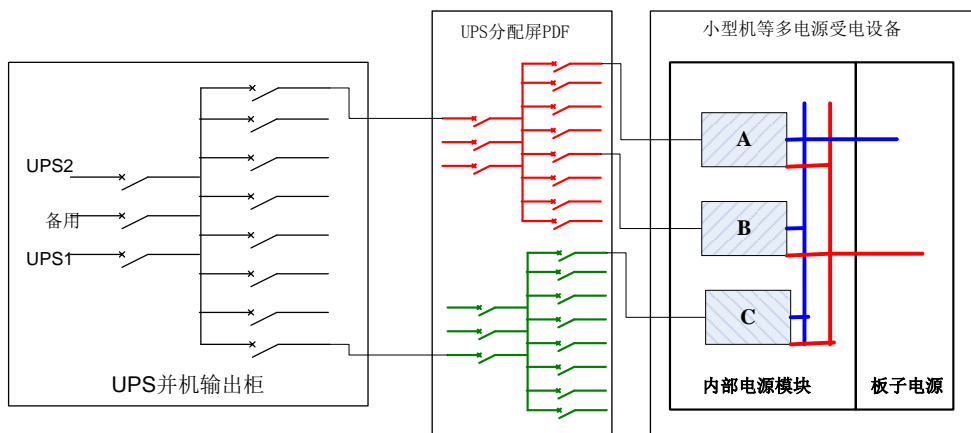 UPS分配屏PDF
小型机等多电源受电设备
A
UPS2
备用
B
UPS1
C
UPS并机输出柜
内部电源模块
板子电源